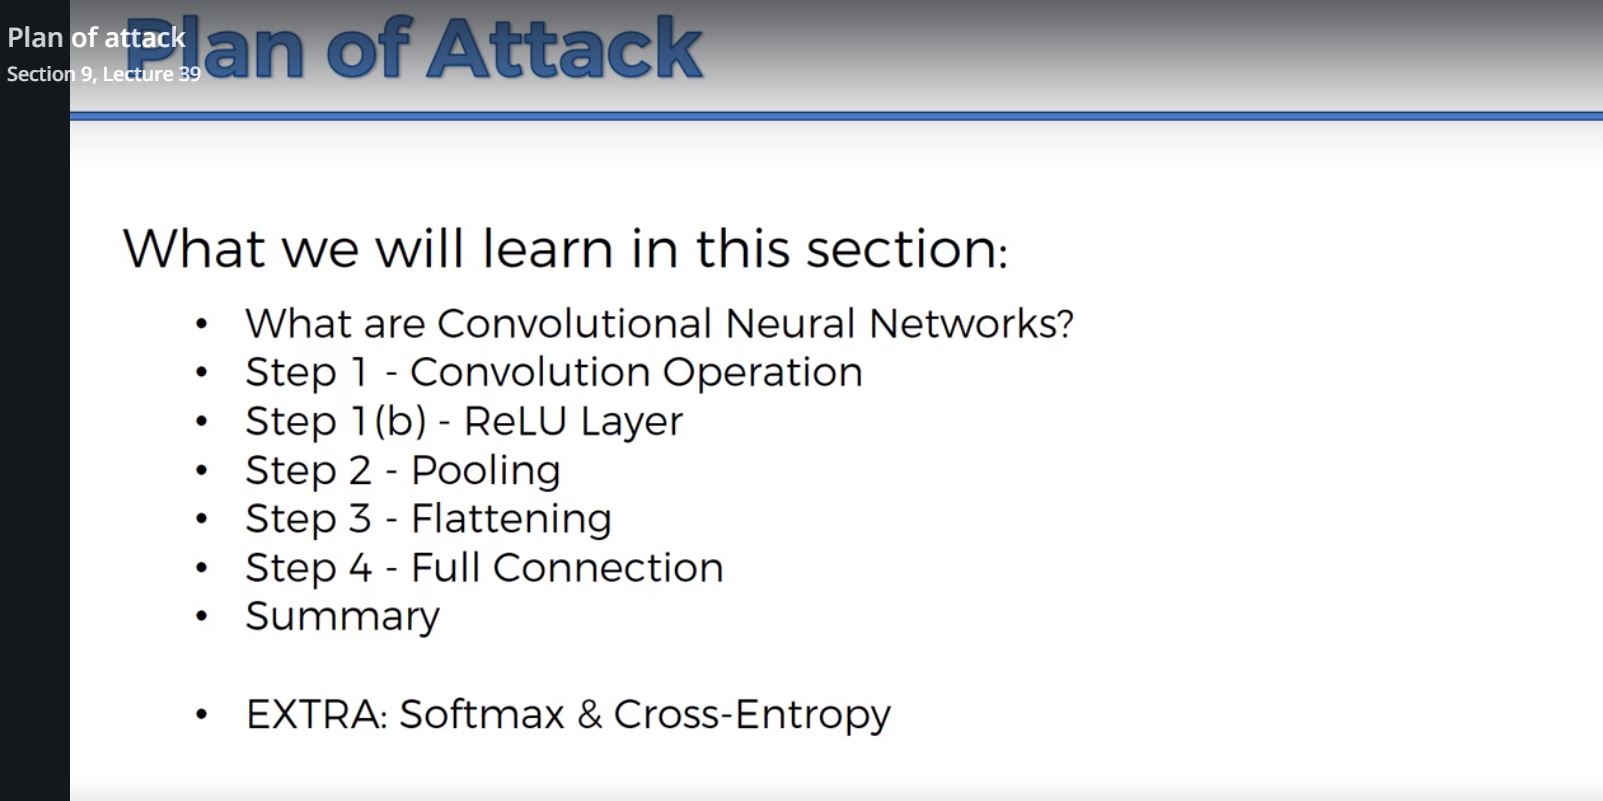 Plan of attack
Section 9, Lecture 39
Plan of Attack
What we will learn in this section:
• What are Convolutional Neural Networks?
• Step 1 - Convolution Operation
• Step 1(b) - ReLU Layer
• Step 2 - Pooling
• Step 3 - Flattening
• Step 4 - Full Connection
• Summary
• EXTRA: Softmax & Cross-Entropy